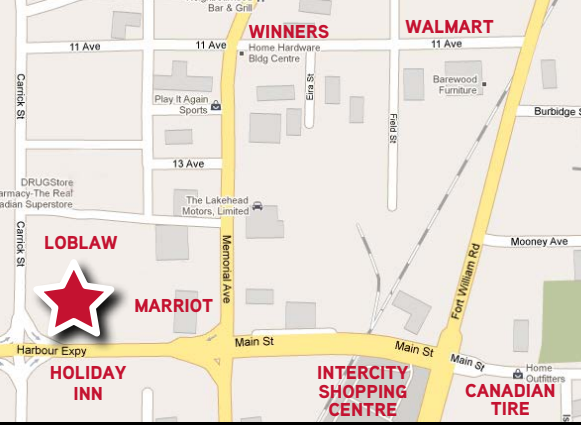 Bar & Grill
WINNERS
WALMART
11 Ave
11 Ave
11 Ave
Home Hardware
Bldg Centre
Carrick St
Eira St
Barewood
Furniture
Play It Again
Sports
Field St
Burbidge S
13 Ave
DRUGStore
armacy-The Real
adian Superstore
The Lakehead
Motors, Limited
Carrick St
LOBLAW
Memorial Ave
Mooney Ave
Fort William Rd
MARRIOT
Harbour Expy
Main St
Main St
Main St
HOLIDAY
INN
INTERCITY
SHOPPING
CENTRE
Home
Outfitters
CANADIAN
TIRE